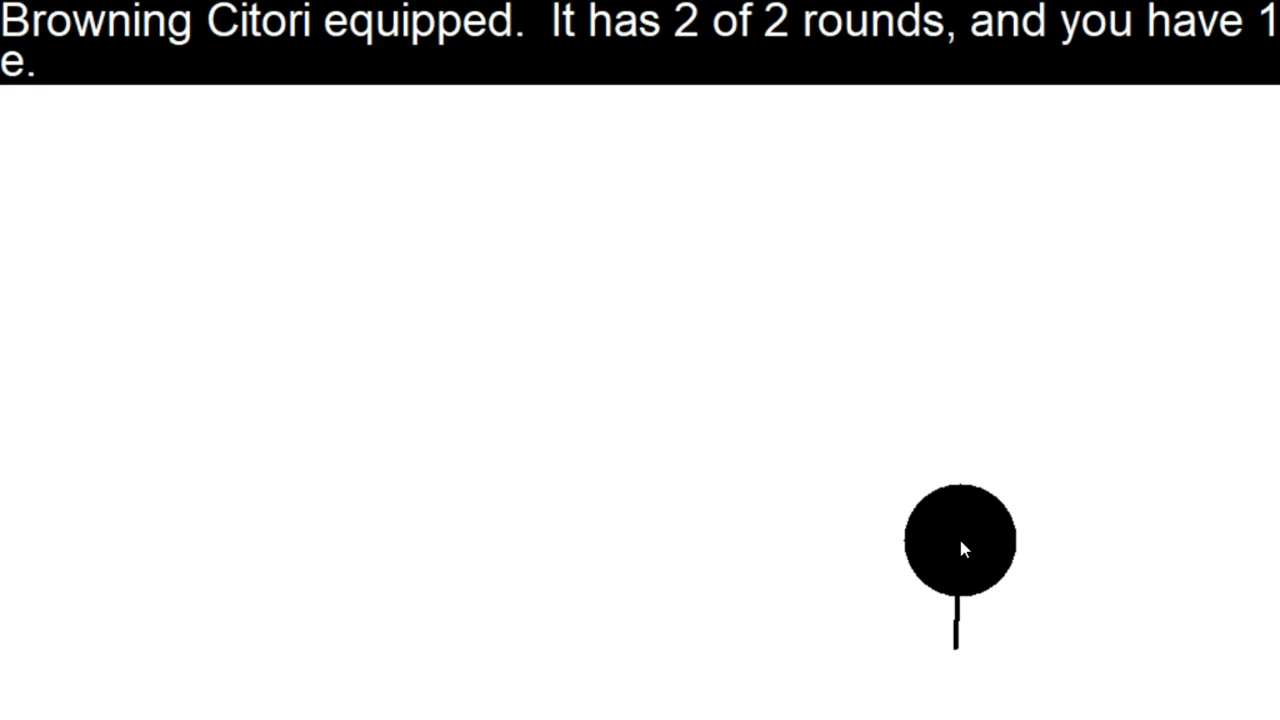 Browning Citori equipped.  It has 2 of 2 rounds, and you have 1
e.